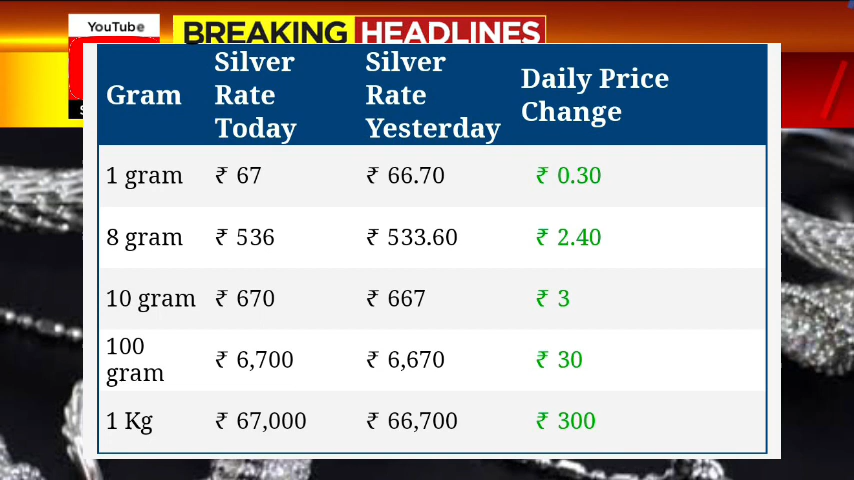 YouTube
BREAKING HEADLINES
Gram
Silver
Rate
Today
Silver
Rate
Yesterday
Daily Price
Change
1 gram ₹ 67 ₹ 66.70 ₹ 0.30
8 gram ₹ 536 ₹ 533.60 ₹ 2.40
10 gram ₹ 670 ₹ 667 ₹ 3
100
gram ₹ 6,700 ₹ 6,670 ₹ 30
1 Kg ₹ 67,000 ₹ 66,700 ₹ 300